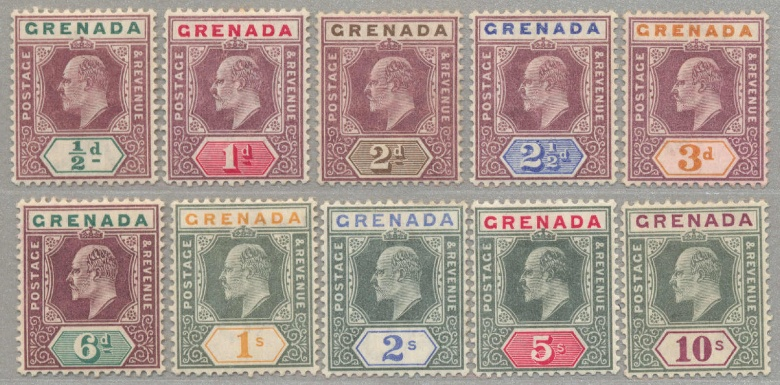 GRENADA
POSTAGE
& REVENUE
½d
GRENADA
POSTAGE
& REVENUE
1d
GRENADA
POSTAGE
& REVENUE
2d
GRENADA
POSTAGE
& REVENUE
2½d
GRENADA
POSTAGE
& REVENUE
3d
GRENADA
POSTAGE
& REVENUE
6d
GRENADA
POSTAGE
& REVENUE
1s
GRENADA
POSTAGE
& REVENUE
2s
GRENADA
POSTAGE
& REVENUE
5s
GRENADA
POSTAGE
& REVENUE
10s